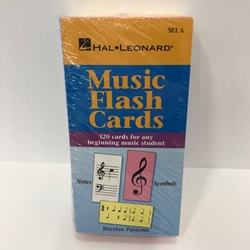 SET A
HAL•LEONARD®
Music
Flash
Cards
120 cards for any
beginning music student
Notes
Symbols
Rhythm Patterns